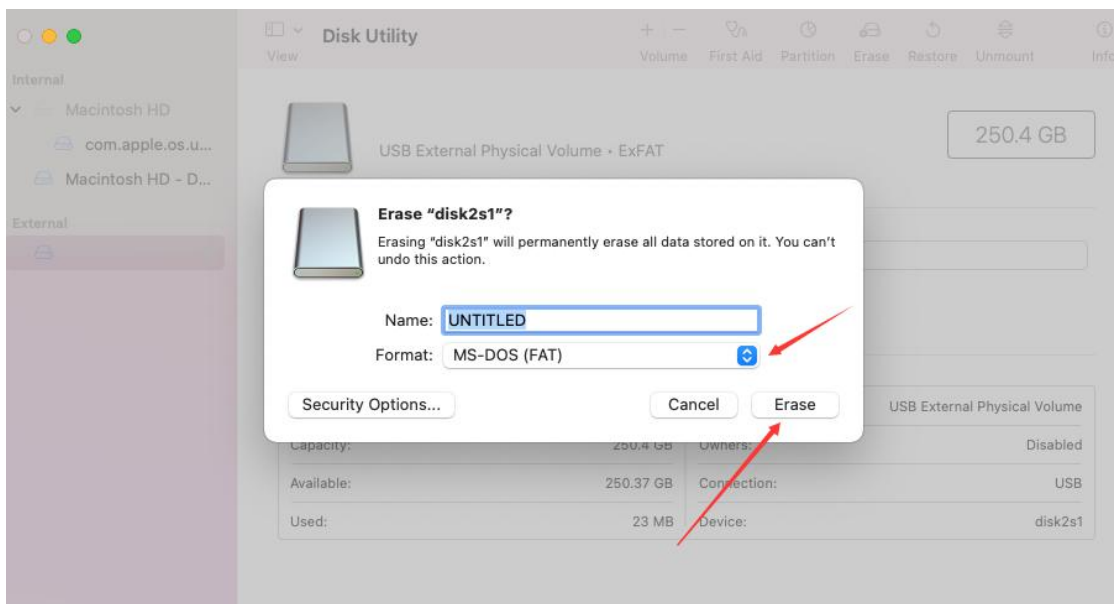 Disk Utility
View
Volume
First Aid
Partition
Erase
Restore
Unmount
Info
Internal
Macintosh HD
com.apple.os.u...
Macintosh HD - D...
External
USB External Physical Volume • ExFAT
250.4 GB
Erase “disk2s1”?
Erasing “disk2s1” will permanently erase all data stored on it. You can’t
undo this action.
Name: UNTITLED
Format: MS-DOS (FAT)
Security Options...
Cancel
Erase
USB External Physical Volume
Capacity: 250.4 GB
Owners: Disabled
Available: 250.37 GB
Connection: USB
Used: 23 MB
Device: disk2s1